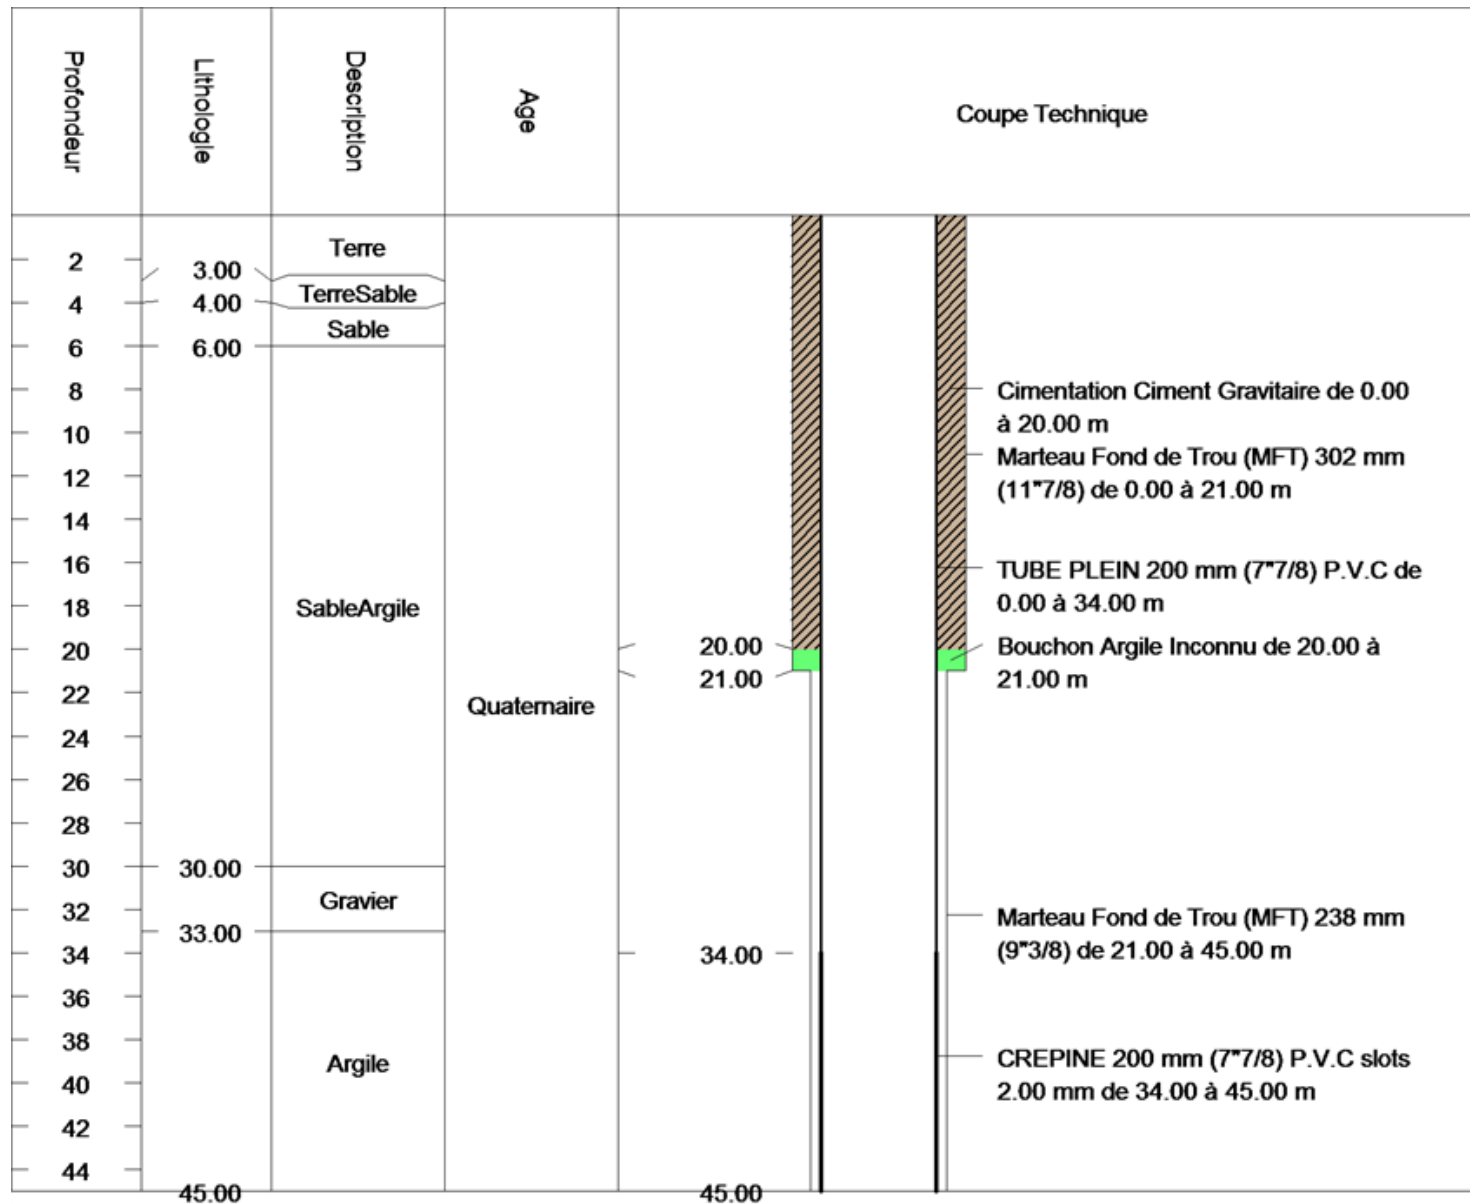 Profondeur
Lithologie
Description
Age
Coupe Technique
Terre
2
3.00
TerreSable
4
4.00
Sable
6
6.00
8
Cimentation Ciment Gravitaire de 0.00
à 20.00 m
10
Marteau Fond de Trou (MFT) 302 mm
(11"7/8) de 0.00 à 21.00 m
12
14
16
TUBE PLEIN 200 mm (7"7/8) P.V.C de
0.00 à 34.00 m
18
SableArgile
20
20.00
Bouchon Argile Inconnu de 20.00 à
21.00 m
21.00
22
Quaternaire
24
26
28
30
30.00
Gravier
32
Marteau Fond de Trou (MFT) 238 mm
(9"3/8) de 21.00 à 45.00 m
33.00
34
34.00
36
38
Argile
CREPINE 200 mm (7"7/8) P.V.C slots
2.00 mm de 34.00 à 45.00 m
40
42
44
45.00
45.00